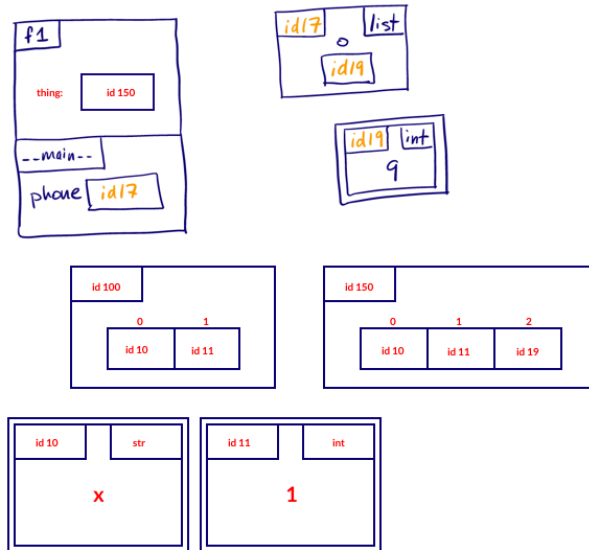 f1
thing: id 150
--main--
phone id17
id17 list
0
id19
id19 int
9
id 100
0 1
id 10 id 11
id 150
0 1 2
id 10 id 11 id 19
id 10 str
x
id 11 int
1